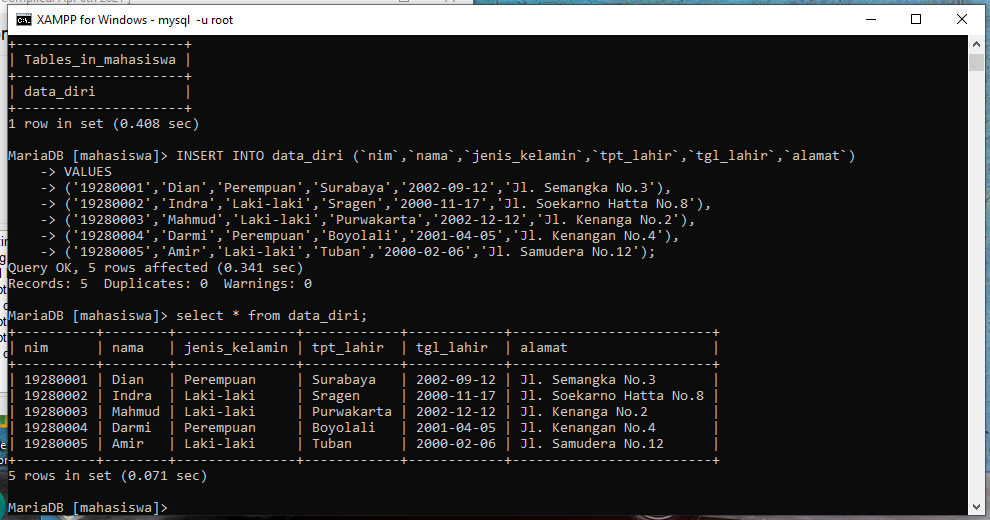 XAMPP for Windows - mysql -u root
+---------------------+
| Tables_in_mahasiswa |
+---------------------+
| data_diri           |
+---------------------+
1 row in set (0.408 sec)
MariaDB [mahasiswa]> INSERT INTO data_diri (`nim`,`nama`,`jenis_kelamin`,`tpt_lahir`,`tgl_lahir`,`alamat`)
    -> VALUES
    -> ('19280001','Dian','Perempuan','Surabaya','2002-09-12','Jl. Semangka No.3'),
    -> ('19280002','Indra','Laki-laki','Sragen','2000-11-17','Jl. Soekarno Hatta No.8'),
    -> ('19280003','Mahmud','Laki-laki','Purwakarta','2002-12-12','Jl. Kenanga No.2'),
    -> ('19280004','Darmi','Perempuan','Boyolali','2001-04-05','Jl. Kenangan No.4'),
    -> ('19280005','Amir','Laki-laki','Tuban','2000-02-06','Jl. Samudera No.12');
Query OK, 5 rows affected (0.341 sec)
Records: 5  Duplicates: 0  Warnings: 0
MariaDB [mahasiswa]> select * from data_diri;
+----------+--------+---------------+------------+------------+-------------------------+
| nim      | nama   | jenis_kelamin | tpt_lahir  | tgl_lahir  | alamat                  |
+----------+--------+---------------+------------+------------+-------------------------+
| 19280001 | Dian   | Perempuan     | Surabaya   | 2002-09-12 | Jl. Semangka No.3       |
| 19280002 | Indra  | Laki-laki     | Sragen     | 2000-11-17 | Jl. Soekarno Hatta No.8 |
| 19280003 | Mahmud | Laki-laki     | Purwakarta | 2002-12-12 | Jl. Kenanga No.2        |
| 19280004 | Darmi  | Perempuan     | Boyolali   | 2001-04-05 | Jl. Kenangan No.4       |
| 19280005 | Amir   | Laki-laki     | Tuban      | 2000-02-06 | Jl. Samudera No.12      |
+----------+--------+---------------+------------+------------+-------------------------+
5 rows in set (0.071 sec)
MariaDB [mahasiswa]>